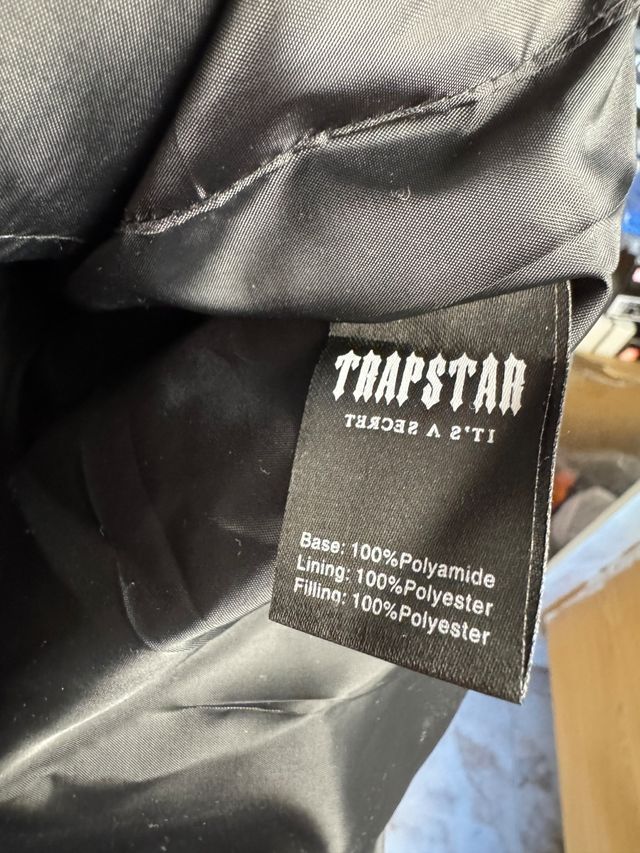 TRAPSTAR
IT'S A SECRET
Base: 100%Polyamide
Lining: 100%Polyester
Filling: 100%Polyester